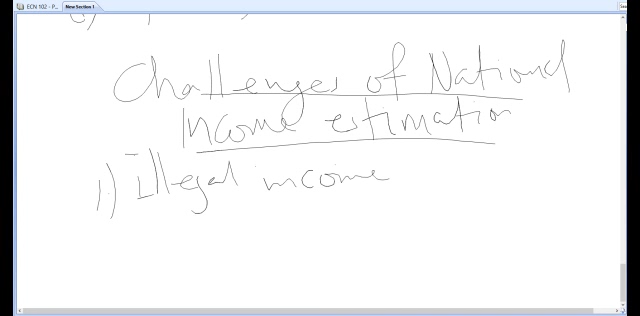 ECN 102 - P...
New Section 1
Challenges of National
Income estimation
1) Illegal income